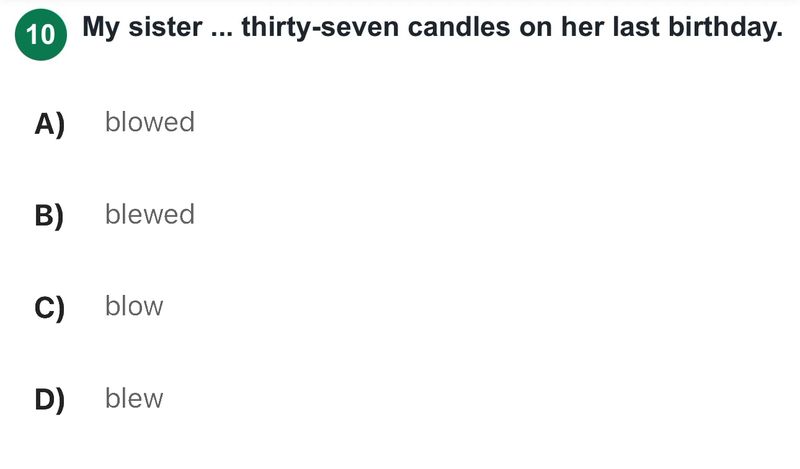 10 My sister ... thirty-seven candles on her last birthday.
A) blowed
B) blewed
C) blow
D) blew